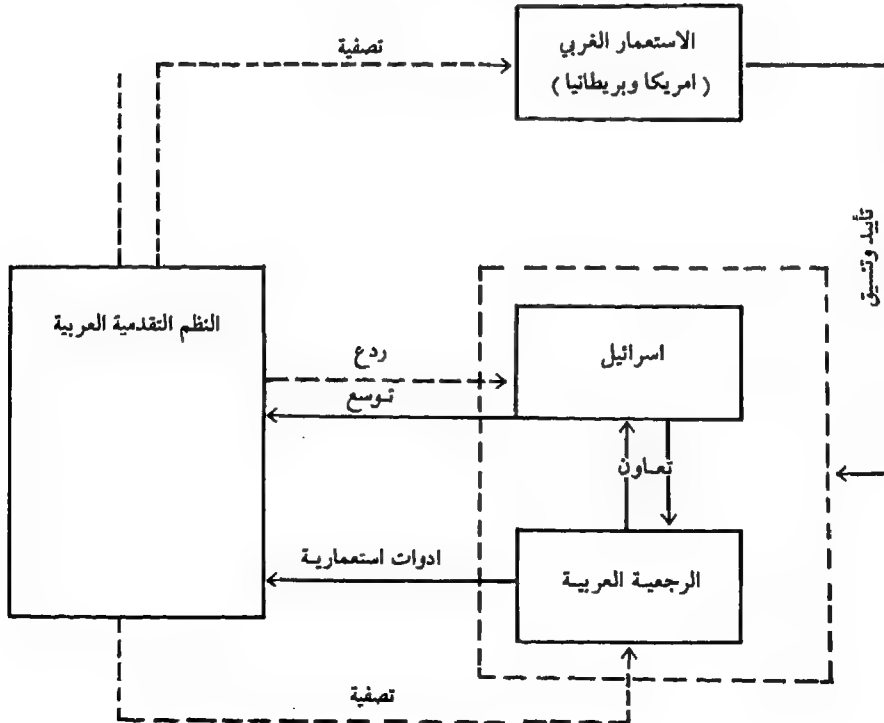 تصفية
الاستعمار الغربي
( امريكا وبريطانيا )
تأييد وتنسيق
النظم التقدمية العربية
ردع
توسع
اسرائيل
تعاون
ادوات استعمارية
الرجعية العربية
تصفية